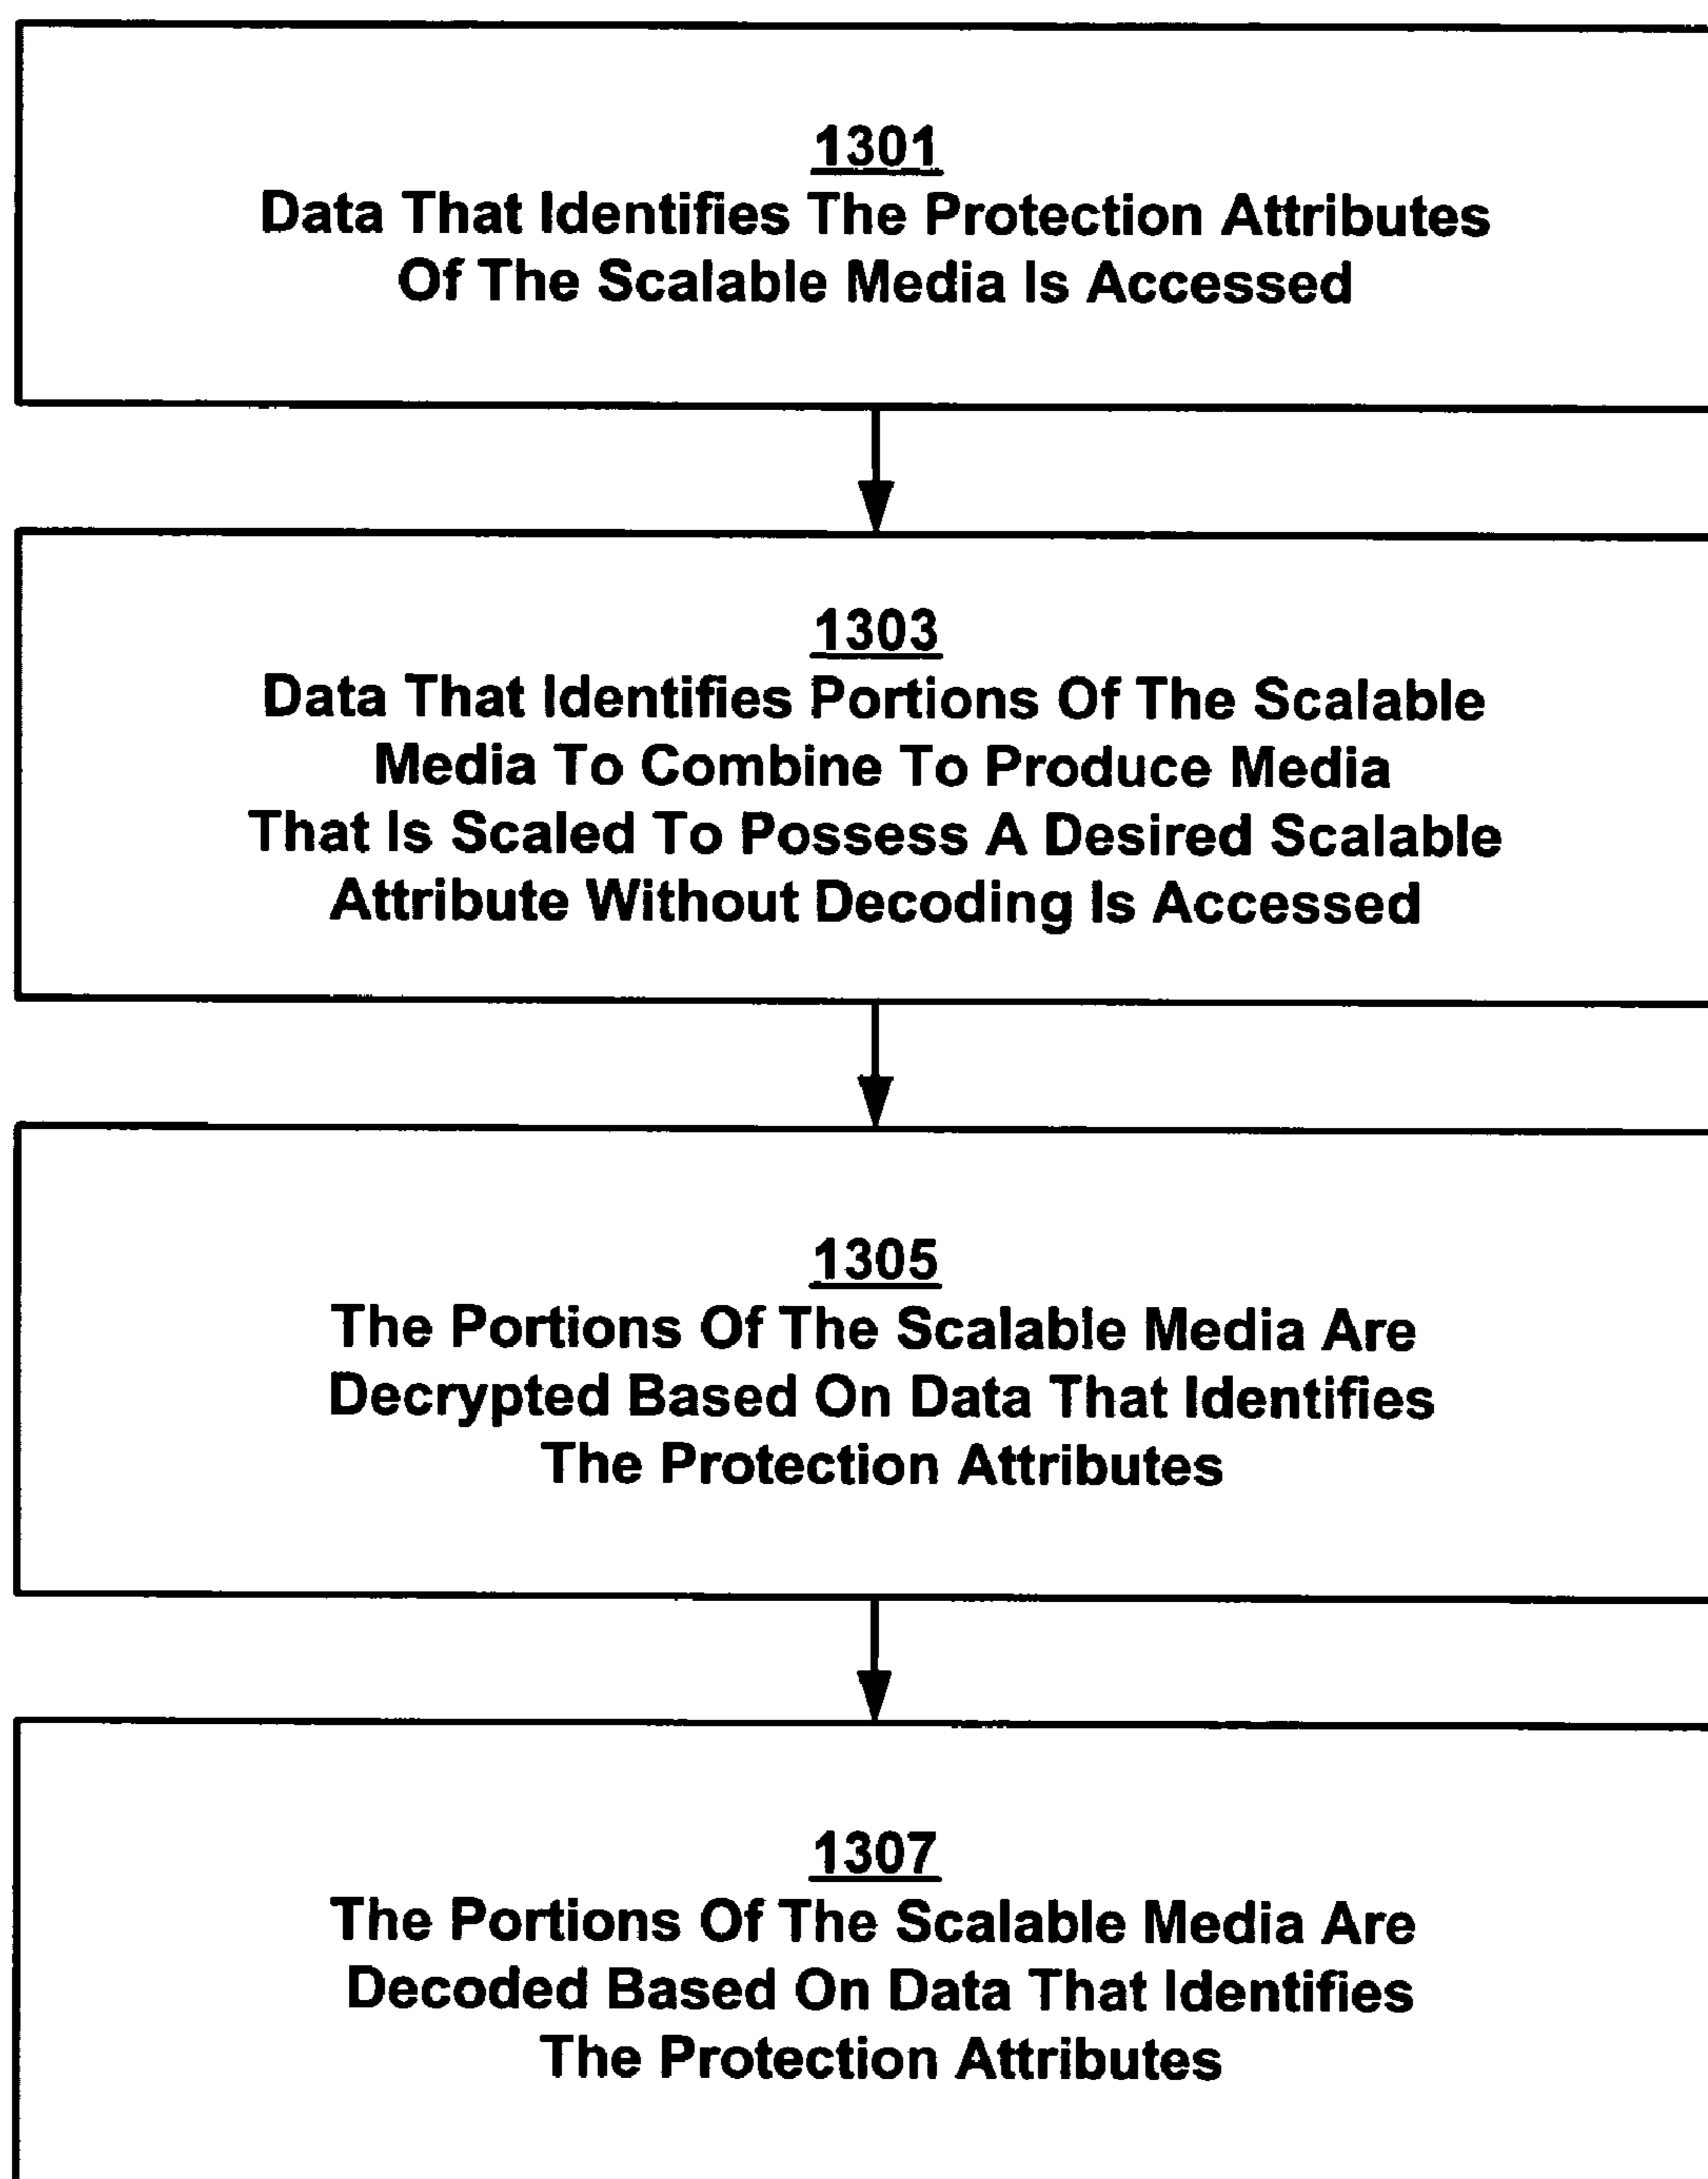 1301
Data That Identifies The Protection Attributes
Of The Scalable Media Is Accessed
1303
Data That Identifies Portions Of The Scalable
Media To Combine To Produce Media
That Is Scaled To Possess A Desired Scalable
Attribute Without Decoding Is Accessed
1305
The Portions Of The Scalable Media Are
Decrypted Based On Data That Identifies
The Protection Attributes
1307
The Portions Of The Scalable Media Are
Decoded Based On Data That Identifies
The Protection Attributes